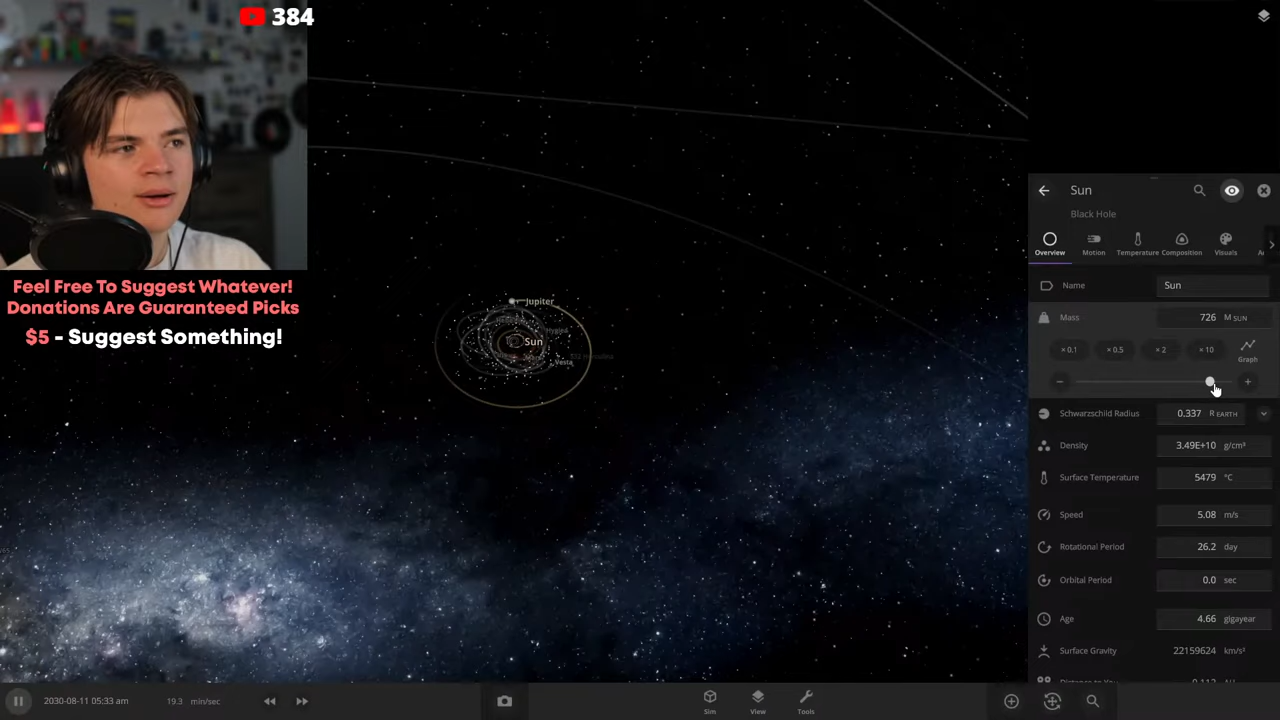 384
Feel Free To Suggest Whatever!
Donations Are Guaranteed Picks
$5 - Suggest Something!
Jupiter
Hygiea
Sun
Vesta
Sun
Black Hole
Overview Motion Temperature Composition Visuals
Name Sun
Mass 726 M SUN
× 0.1 × 0.5 × 2 × 10 Graph
Schwarzschild Radius 0.337 R EARTH
Density 3.49E+10 g/cm³
Surface Temperature 5479 °C
Speed 5.08 m/s
Rotational Period 26.2 day
Orbital Period 0.0 sec
Age 4.66 gigayear
Surface Gravity 22159624 km/s²
2030-08-11 05:33 am 19.3 min/sec Sim View Tools